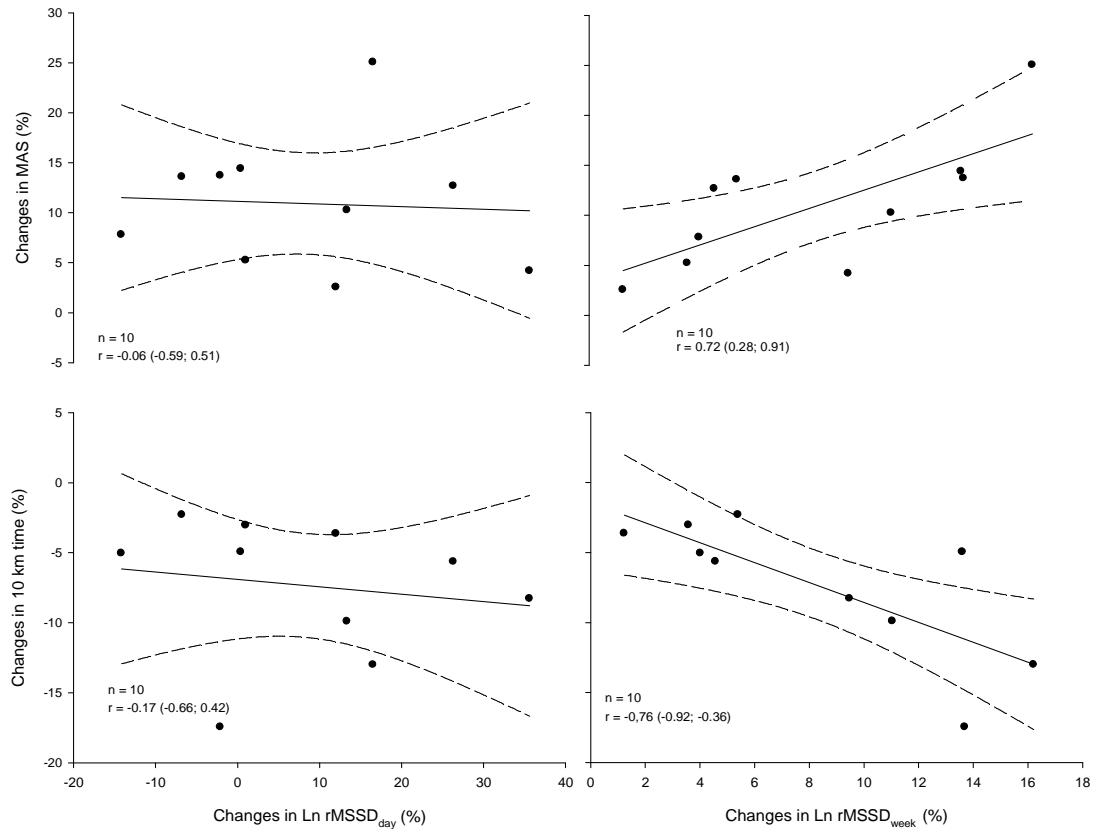 30
25
20
15
10
5
0
-5
Changes in MAS (%)
n = 10
r = -0.06 (-0.59; 0.51)
n = 10
r = 0.72 (0.28; 0.91)
5
0
-5
-10
-15
-20
Changes in 10 km time (%)
n = 10
r = -0.17 (-0.66; 0.42)
n = 10
r = -0,76 (-0.92; -0.36)
-20 -10 0 10 20 30 40
0 2 4 6 8 10 12 14 16 18
Changes in Ln rMSSDday (%)
Changes in Ln rMSSDweek (%)